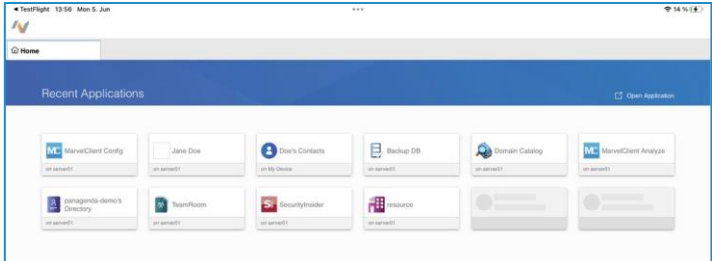 ◂ TestFlight 13:56 Mon 5. Jun ••• 14 %
Home
Recent Applications
Open Application
MarvelClient Config
on server01
Jane Doe
on server01
Doe's Contacts
on My Device
Backup DB
on server01
Domain Catalog
on server01
MarvelClient Analyze
on server01
panagenda-demo's
Directory
on server01
TeamRoom
on server01
SecurityInsider
on server01
resource
on server01